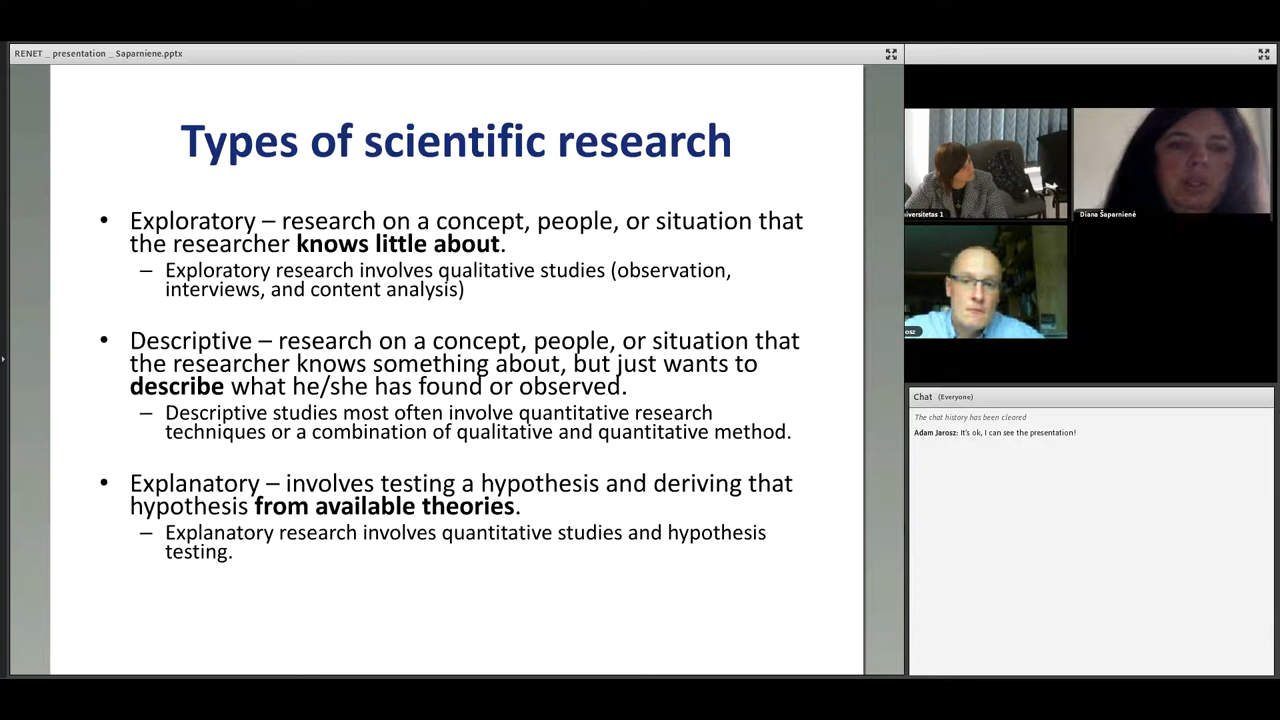 RENET _ presentation _ Saparniene.pptx
Types of scientific research
• Exploratory – research on a concept, people, or situation that
the researcher knows little about.
– Exploratory research involves qualitative studies (observation,
interviews, and content analysis)
• Descriptive – research on a concept, people, or situation that
the researcher knows something about, but just wants to
describe what he/she has found or observed.
– Descriptive studies most often involve quantitative research
techniques or a combination of qualitative and quantitative method.
• Explanatory – involves testing a hypothesis and deriving that
hypothesis from available theories.
– Explanatory research involves quantitative studies and hypothesis
testing.
niversitetas 1
Diana Šaparnienė
osz
Chat (Everyone)
The chat history has been cleared
Adam Jarosz: It's ok, I can see the presentation!